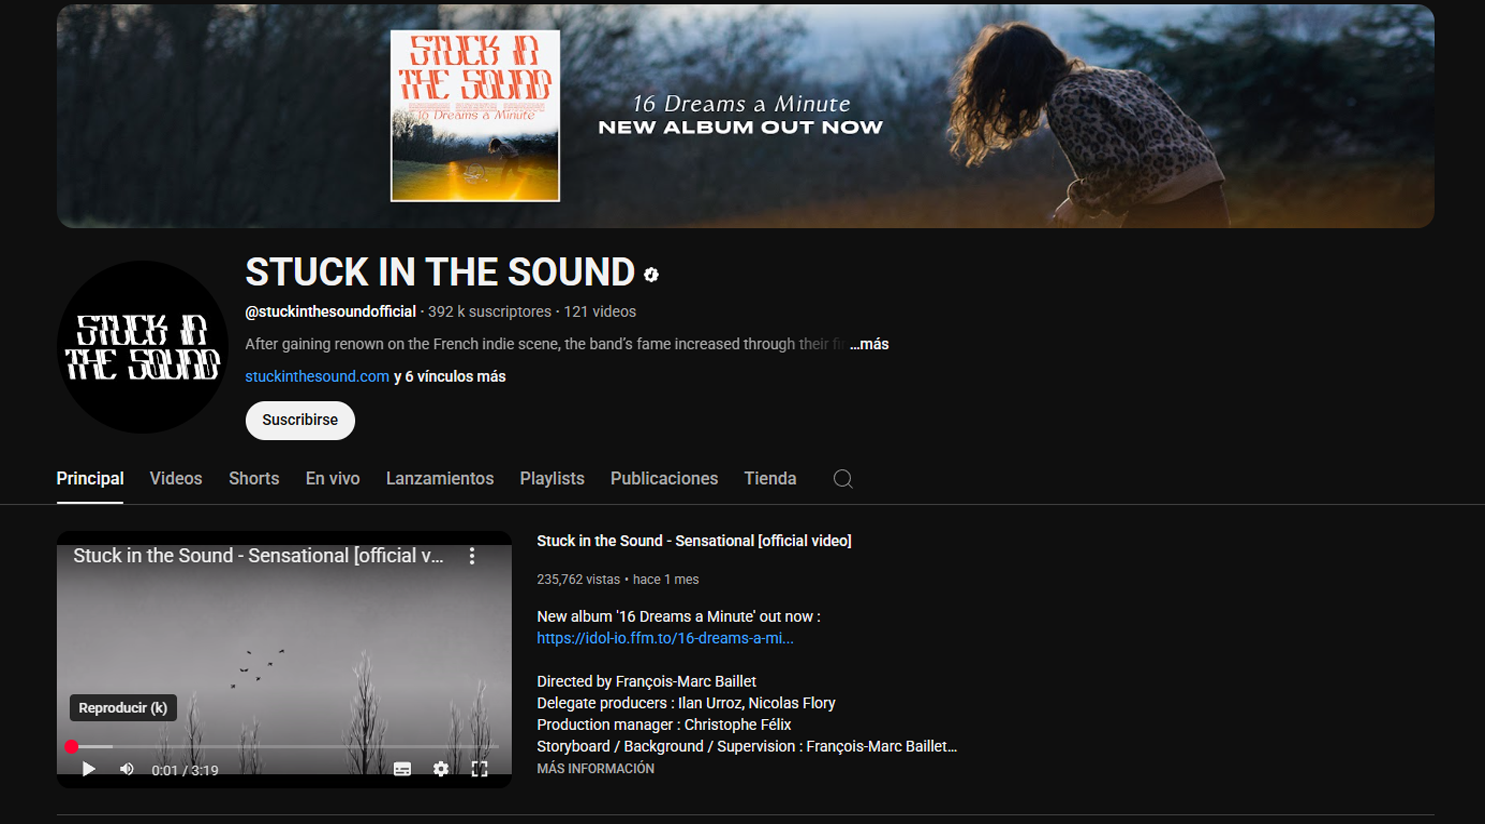 STUCK IN
THE SOUND
16 Dreams a Minute
16 Dreams a Minute
NEW ALBUM OUT NOW
STUCK IN
THE SOUND
STUCK IN THE SOUND
@stuckinthesoundofficial • 392 k suscriptores • 121 videos
After gaining renown on the French indie scene, the band's fame increased through their ...más
stuckinthesound.com y 6 vínculos más
Suscribirse
Principal Videos Shorts En vivo Lanzamientos Playlists Publicaciones Tienda
Stuck in the Sound - Sensational [official v...
Reproducir (k)
0:01 / 3:19
Stuck in the Sound - Sensational [official video]
235,762 vistas • hace 1 mes
New album '16 Dreams a Minute' out now :
https://idol-io.ffm.to/16-dreams-a-mi...
Directed by François-Marc Baillet
Delegate producers : Ilan Urroz, Nicolas Flory
Production manager : Christophe Félix
Storyboard / Background / Supervision : François-Marc Baillet...
MÁS INFORMACIÓN